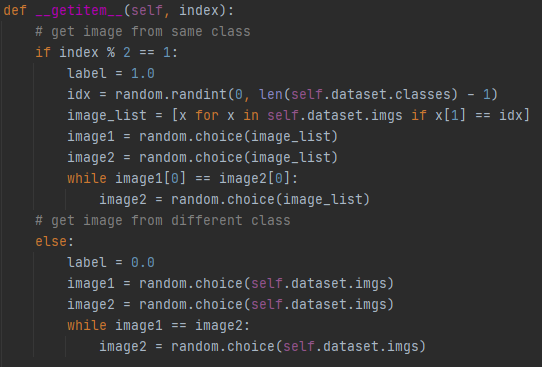 def __getitem__(self, index):
    # get image from same class
    if index % 2 == 1:
        label = 1.0
        idx = random.randint(0, len(self.dataset.classes) - 1)
        image_list = [x for x in self.dataset.imgs if x[1] == idx]
        image1 = random.choice(image_list)
        image2 = random.choice(image_list)
        while image1[0] == image2[0]:
            image2 = random.choice(image_list)
    # get image from different class
    else:
        label = 0.0
        image1 = random.choice(self.dataset.imgs)
        image2 = random.choice(self.dataset.imgs)
        while image1 == image2:
            image2 = random.choice(self.dataset.imgs)